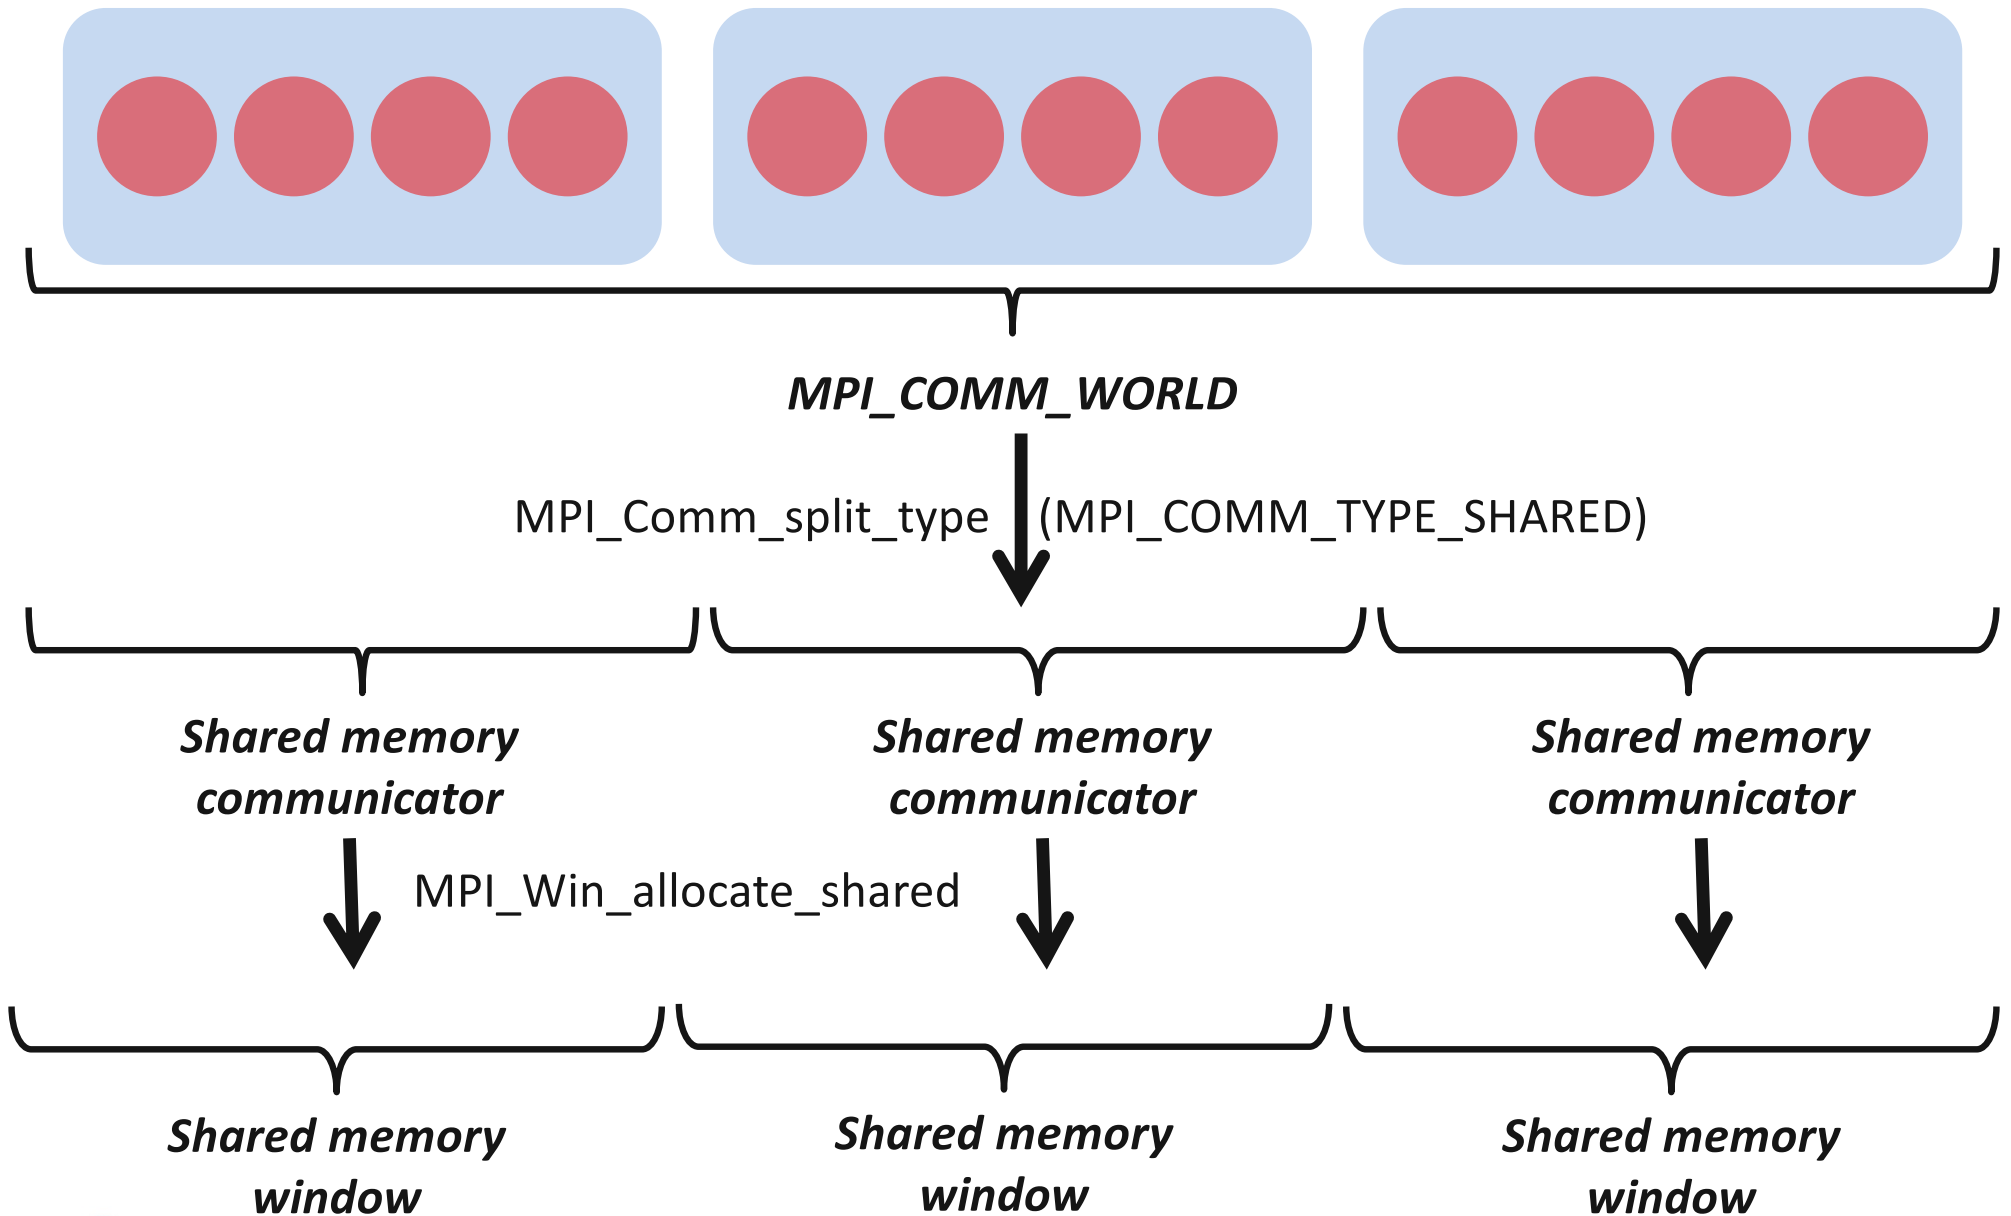 MPI_COMM_WORLD
MPI_Comm_split_type (MPI_COMM_TYPE_SHARED)
Shared memory
communicator
Shared memory
communicator
Shared memory
communicator
MPI_Win_allocate_shared
Shared memory
window
Shared memory
window
Shared memory
window